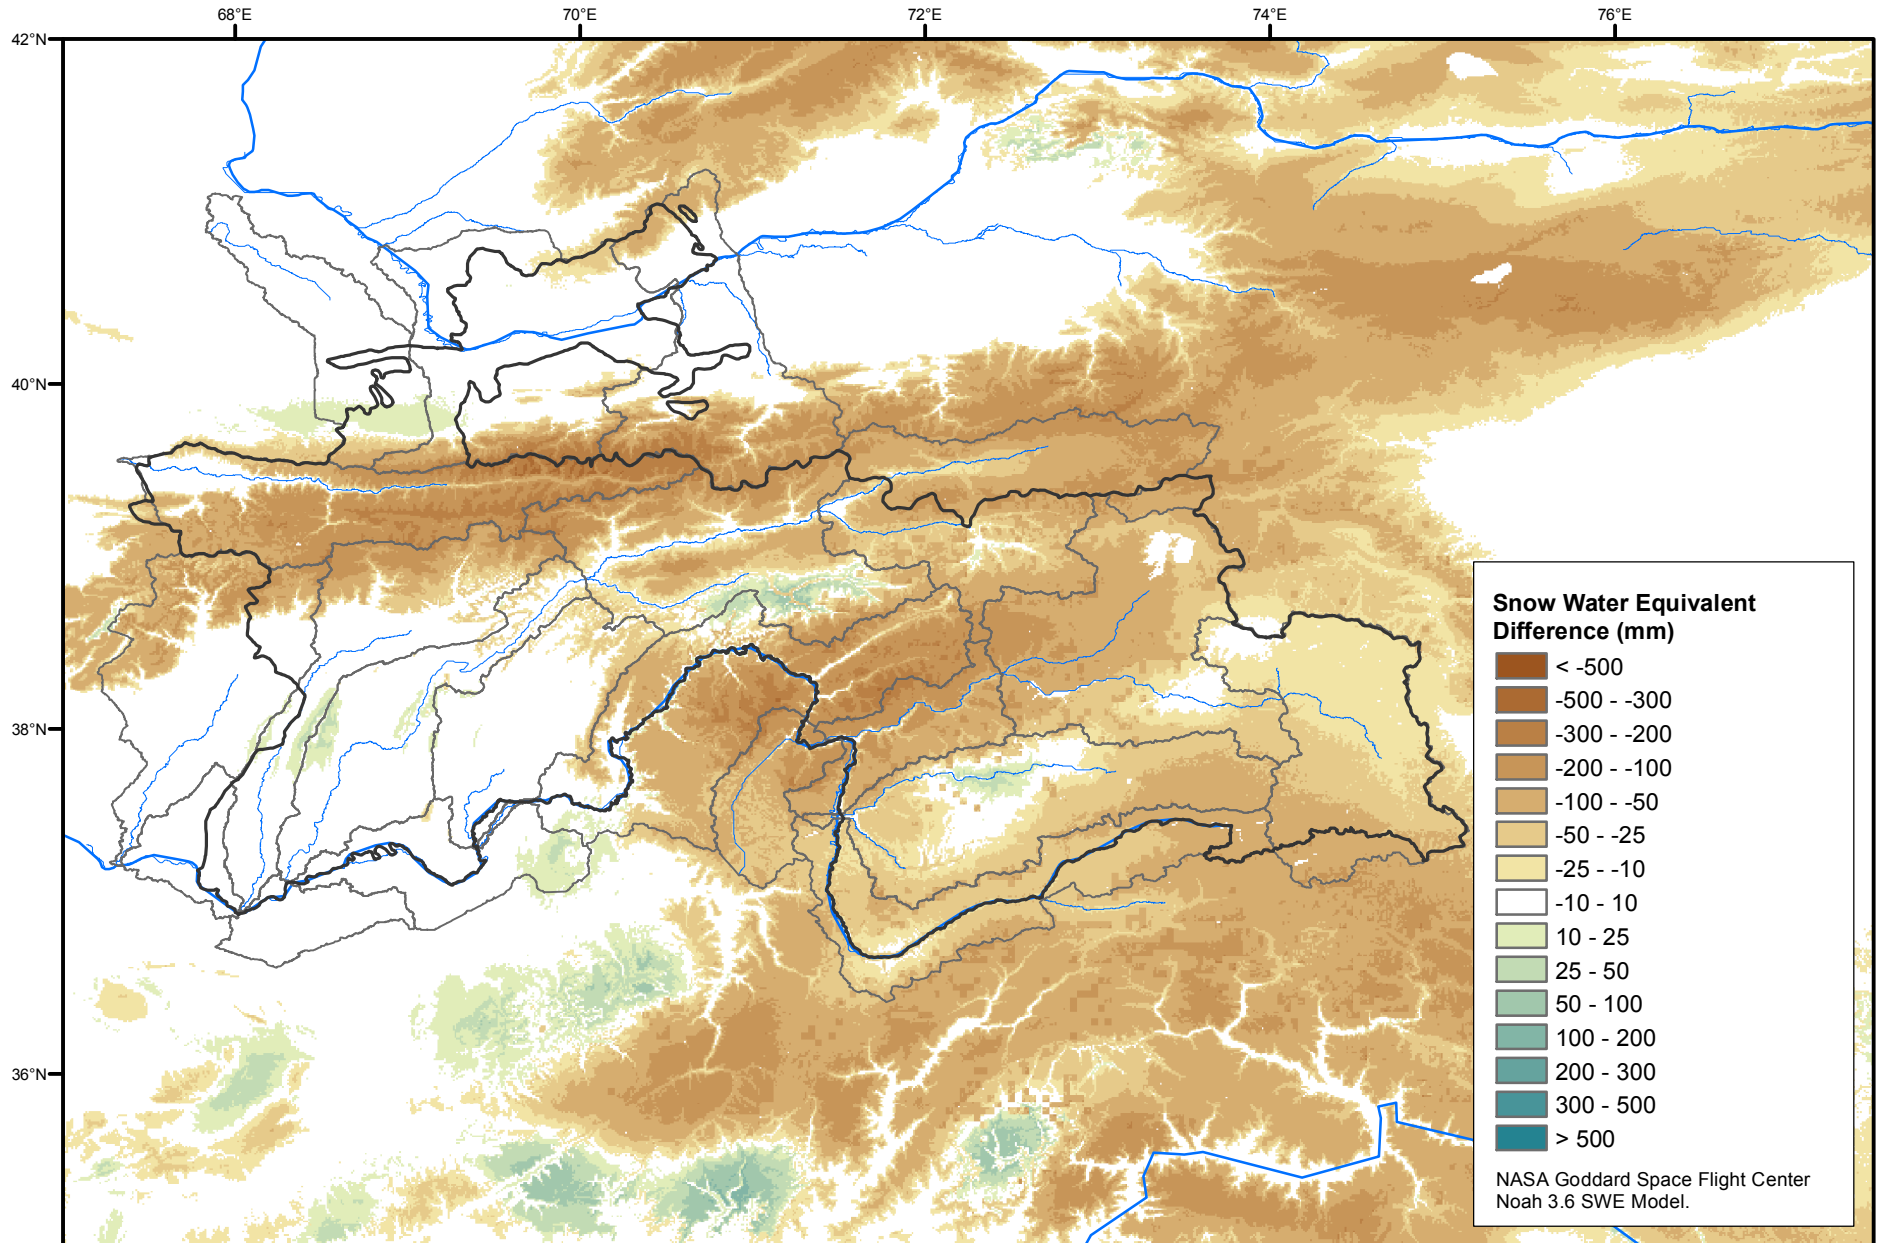 68°E
70°E
72°E
74°E
76°E
42°N
40°N
38°N
36°N
Snow Water Equivalent
Difference (mm)
< -500
-500 - -300
-300 - -200
-200 - -100
-100 - -50
-50 - -25
-25 - -10
-10 - 10
10 - 25
25 - 50
50 - 100
100 - 200
200 - 300
300 - 500
> 500
NASA Goddard Space Flight Center
Noah 3.6 SWE Model.